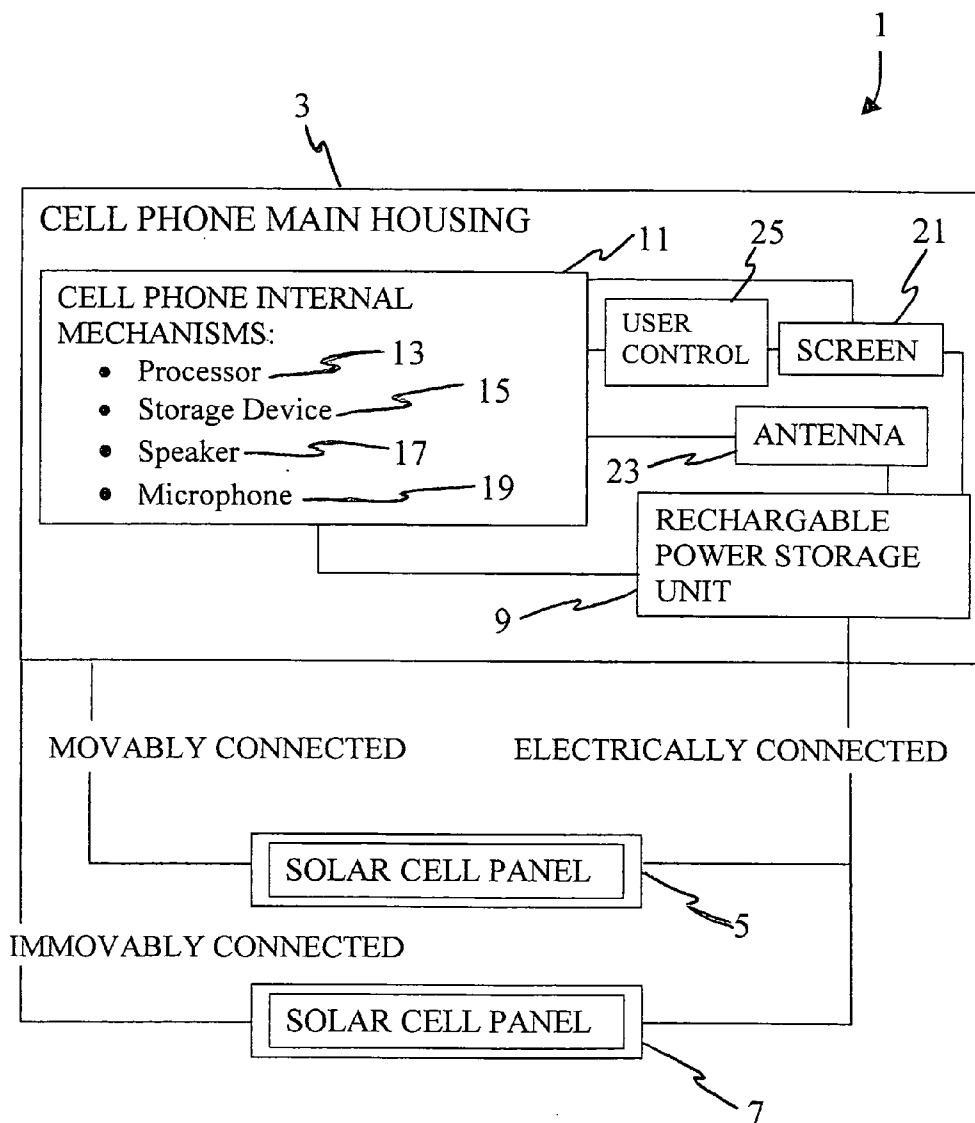 1
3
CELL PHONE MAIN HOUSING
11
25
21
CELL PHONE INTERNAL
MECHANISMS:
• Processor 13
• Storage Device 15
• Speaker 17
• Microphone 19
USER
CONTROL
SCREEN
ANTENNA
23
RECHARGABLE
POWER STORAGE
UNIT
9
MOVABLY CONNECTED
ELECTRICALLY CONNECTED
SOLAR CELL PANEL
5
IMMOVABLY CONNECTED
SOLAR CELL PANEL
7